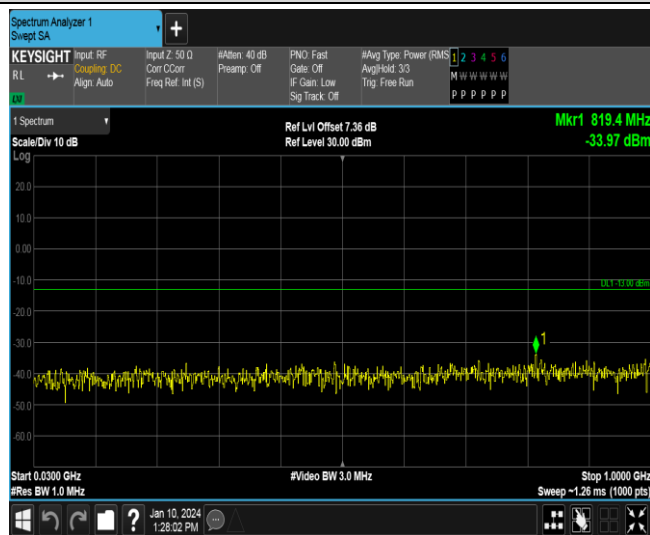 Spectrum Analyzer 1
Swept SA
+
KEYSIGHT
RL
Input: RF
Coupling: DC
Align: Auto
Input Z: 50 Ω
Corr CCorr
Freq Ref: Int (S)
#Atten: 40 dB
Preamp: Off
PNO: Fast
Gate: Off
IF Gain: Low
Sig Track: Off
#Avg Type: Power (RMS
Avg|Hold: 3/3
Trig: Free Run
1 2 3 4 5 6
M W W W W W
P P P P P P
1 Spectrum
Scale/Div 10 dB
Ref Lvl Offset 7.36 dB
Ref Level 30.00 dBm
Mkr1 819.4 MHz
-33.97 dBm
Log
20.0
10.0
0.00
-10.0
DL1 -13.00 dBm
-20.0
-30.0
1
-40.0
-50.0
-60.0
Start 0.0300 GHz
#Video BW 3.0 MHz
Stop 1.0000 GHz
#Res BW 1.0 MHz
Sweep ~1.26 ms (1000 pts)
?
Jan 10, 2024
1:28:02 PM